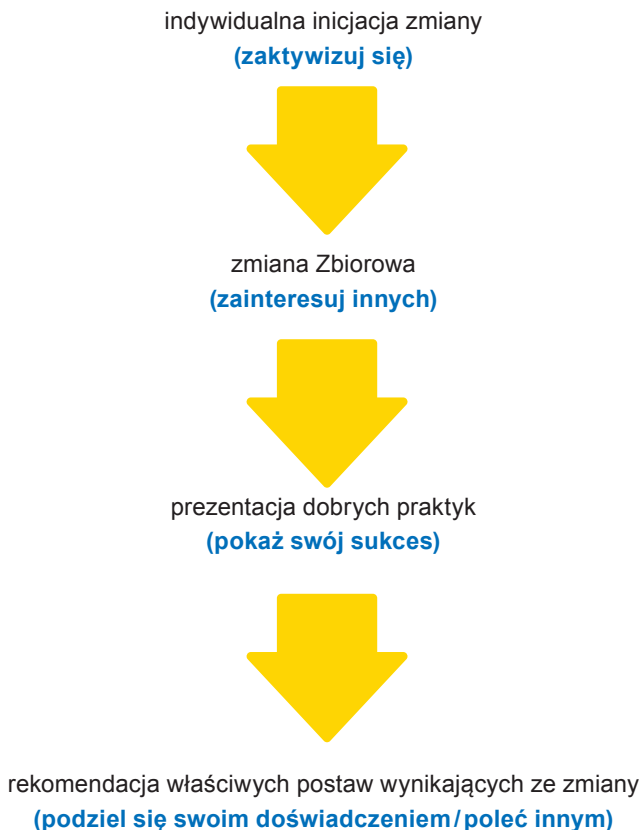 indywidualna inicjacja zmiany
(zaktywizuj się)
zmiana Zbiorowa
(zainteresuj innych)
prezentacja dobrych praktyk
(pokaż swój sukces)
rekomendacja właściwych postaw wynikających ze zmiany
(podziel się swoim doświadczeniem / poleć innym)